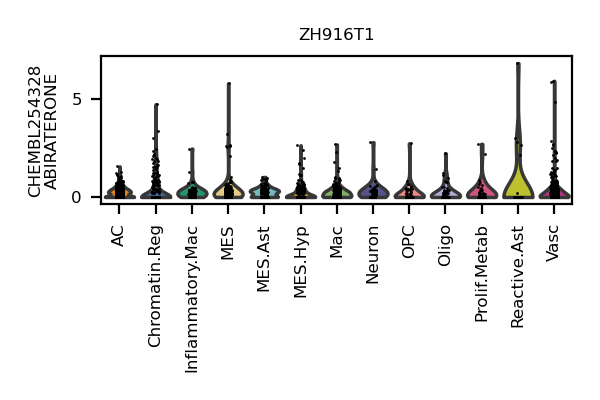 ZH916T1
CHEMBL254328
ABIRATERONE
5
0
AC
Chromatin.Reg
Inflammatory.Mac
MES
MES.Ast
MES.Hyp
Mac
Neuron
OPC
Oligo
Prolif.Metab
Reactive.Ast
Vasc